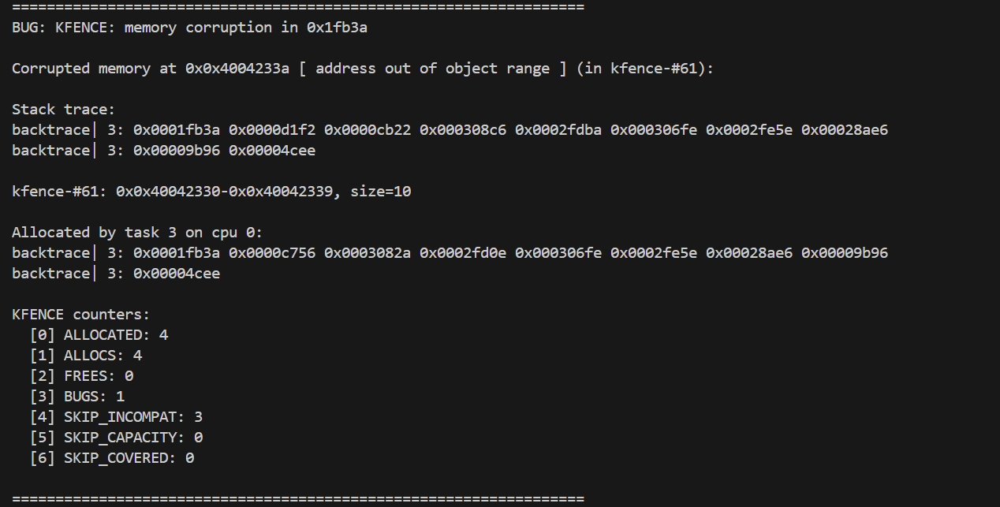 ==================================================================
BUG: KFENCE: memory corruption in 0x1fb3a
Corrupted memory at 0x0x4004233a [ address out of object range ] (in kfence-#61):
Stack trace:
backtrace| 3: 0x0001fb3a 0x0000d1f2 0x0000cb22 0x000308c6 0x0002fdba 0x000306fe 0x0002fe5e 0x00028ae6
backtrace| 3: 0x00009b96 0x00004cee
kfence-#61: 0x0x40042330-0x0x40042339, size=10
Allocated by task 3 on cpu 0:
backtrace| 3: 0x0001fb3a 0x0000c756 0x0003082a 0x0002fd0e 0x000306fe 0x0002fe5e 0x00028ae6 0x00009b96
backtrace| 3: 0x00004cee
KFENCE counters:
  [0] ALLOCATED: 4
  [1] ALLOCS: 4
  [2] FREES: 0
  [3] BUGS: 1
  [4] SKIP_INCOMPAT: 3
  [5] SKIP_CAPACITY: 0
  [6] SKIP_COVERED: 0
==================================================================